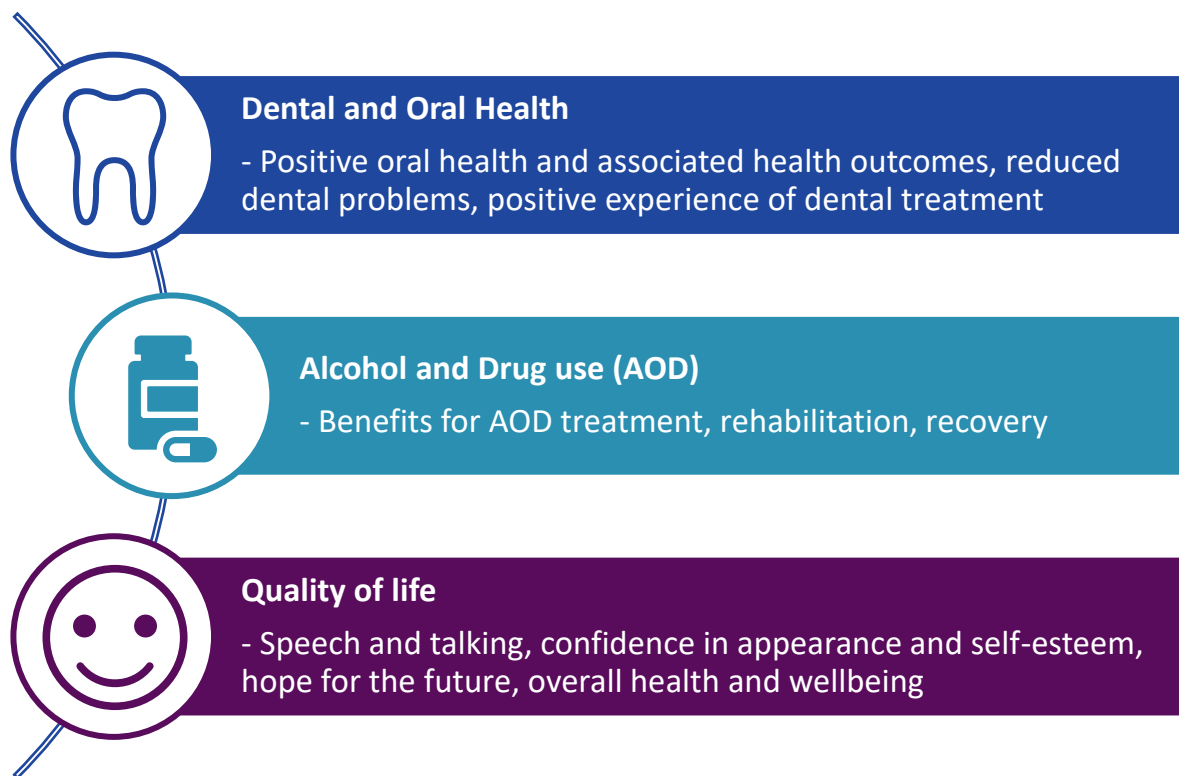 Dental and Oral Health
- Positive oral health and associated health outcomes, reduced
dental problems, positive experience of dental treatment
Alcohol and Drug use (AOD)
- Benefits for AOD treatment, rehabilitation, recovery
Quality of life
- Speech and talking, confidence in appearance and self-esteem,
hope for the future, overall health and wellbeing